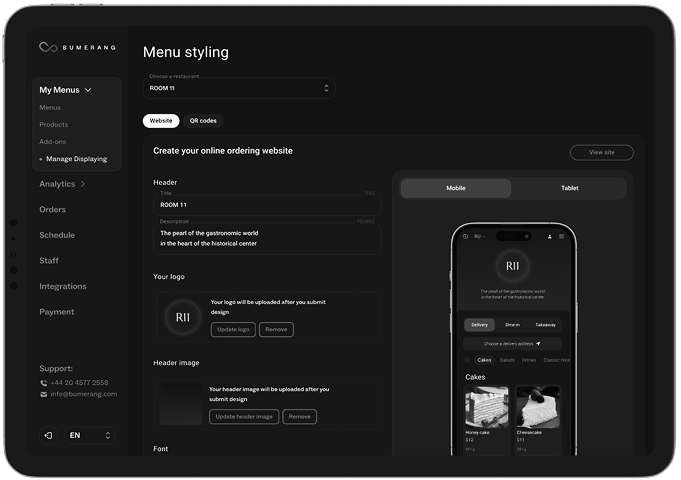 BUMERANG
My Menus
Menus
Products
Add-ons
Manage Displaying
Analytics
Orders
Schedule
Staff
Integrations
Payment
Support:
+44 20 4577 2558
info@bumerang.com
EN
Menu styling
Choose a restaurant
ROOM 11
Website
QR codes
Create your online ordering website
View site
Header
Title
ROOM 11
Description
The pearl of the gastronomic world
in the heart of the historical center
Your logo
R11
Your logo will be uploaded after you submit
design
Update logo
Remove
Header image
Your header image will be uploaded after you
submit design
Update header image
Remove
Font
Mobile
Tablet
RU
R11
The pearl of the gastronomic world
in the heart of the historical center
Delivery
Dine-in
Takeaway
Choose a delivery address
Cakes
Salads
Drinks
Cakes
Honey cake
$12
Cheesecake
$11